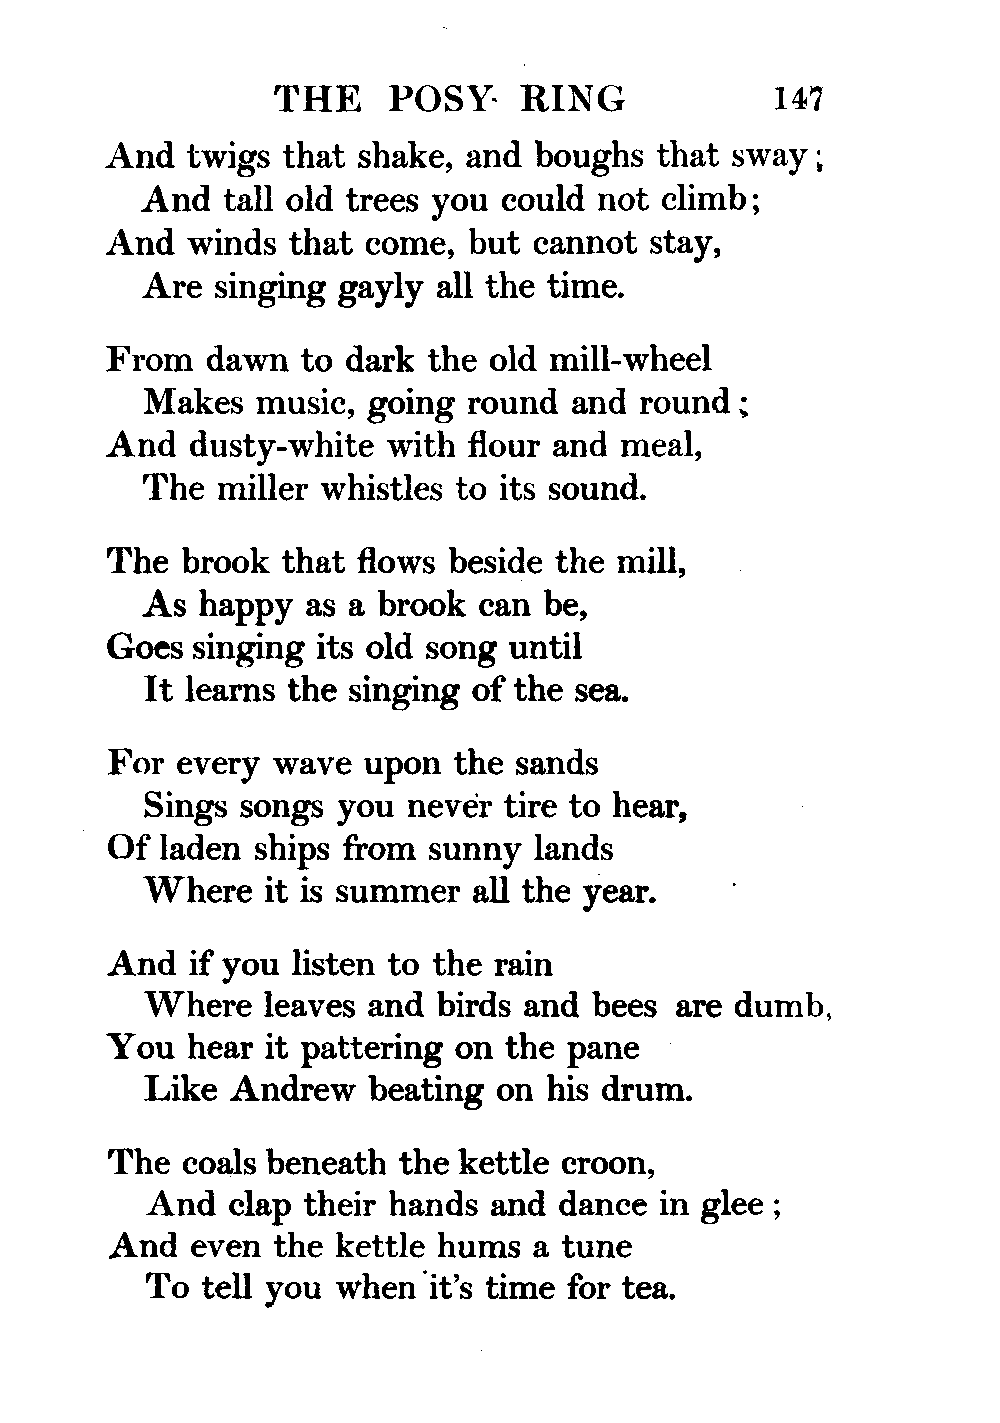 THE POSY RING 147
And twigs that shake, and boughs that sway;
And tall old trees you could not climb;
And winds that come, but cannot stay,
Are singing gayly all the time.
From dawn to dark the old mill-wheel
Makes music, going round and round;
And dusty-white with flour and meal,
The miller whistles to its sound.
The brook that flows beside the mill,
As happy as a brook can be,
Goes singing its old song until
It learns the singing of the sea.
For every wave upon the sands
Sings songs you never tire to hear,
Of laden ships from sunny lands
Where it is summer all the year.
And if you listen to the rain
Where leaves and birds and bees are dumb,
You hear it pattering on the pane
Like Andrew beating on his drum.
The coals beneath the kettle croon,
And clap their hands and dance in glee;
And even the kettle hums a tune
To tell you when it's time for tea.